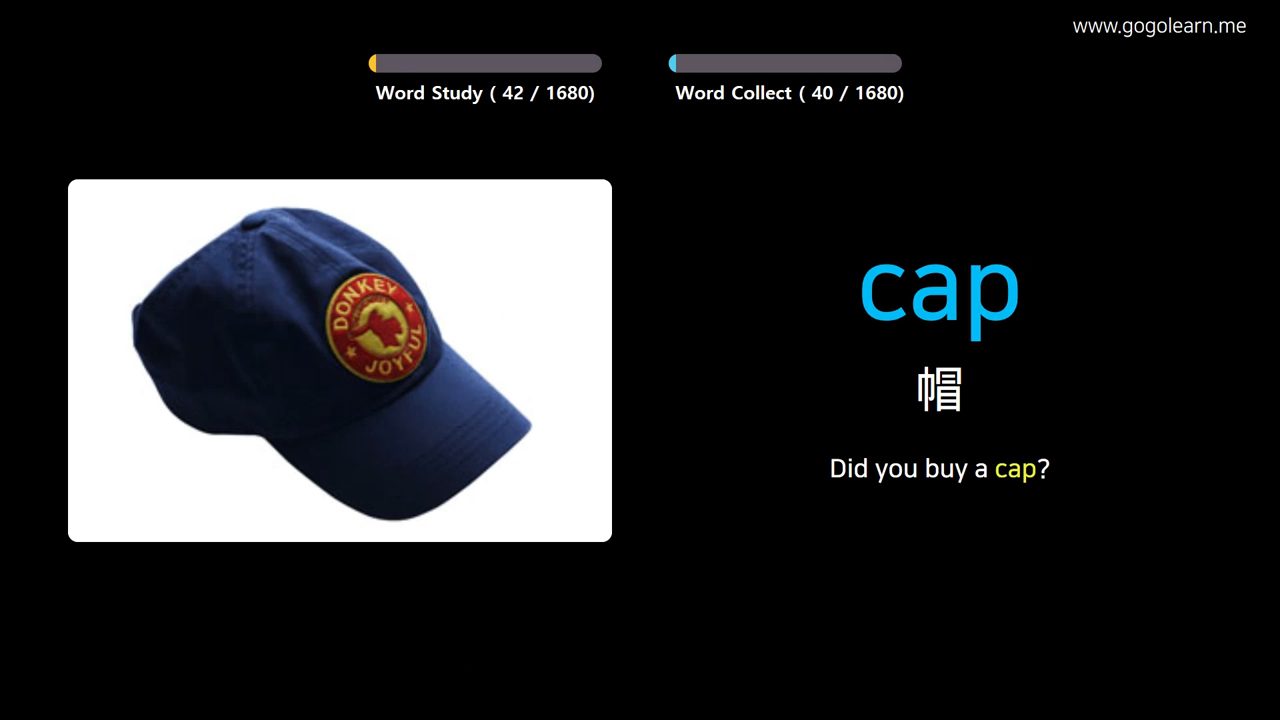 www.gogolearn.me
Word Study ( 42 / 1680)
Word Collect ( 40 / 1680)
DONKEY
JOYFUL
cap
帽
Did you buy a cap?